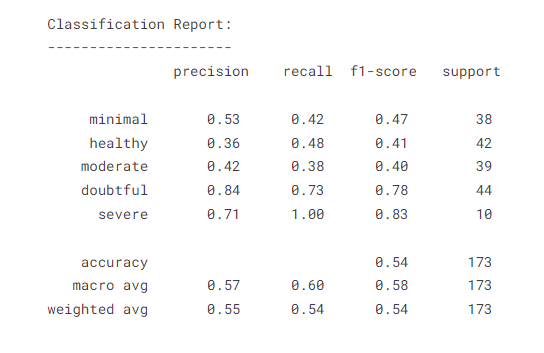 Classification Report:
----------------------
precision recall f1-score support
minimal 0.53 0.42 0.47 38
healthy 0.36 0.48 0.41 42
moderate 0.42 0.38 0.40 39
doubtful 0.84 0.73 0.78 44
severe 0.71 1.00 0.83 10
accuracy 0.54 173
macro avg 0.57 0.60 0.58 173
weighted avg 0.55 0.54 0.54 173